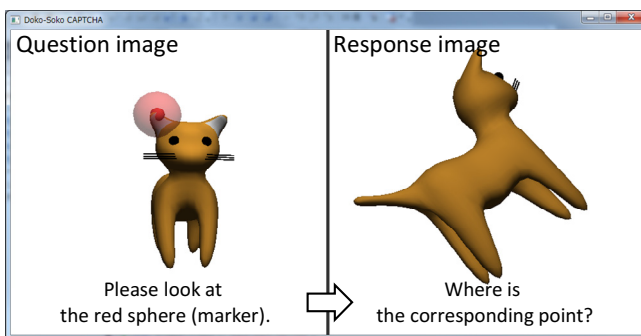 Doko-Soko CAPTCHA
Question image
Response image
Please look at
the red sphere (marker).
Where is
the corresponding point?